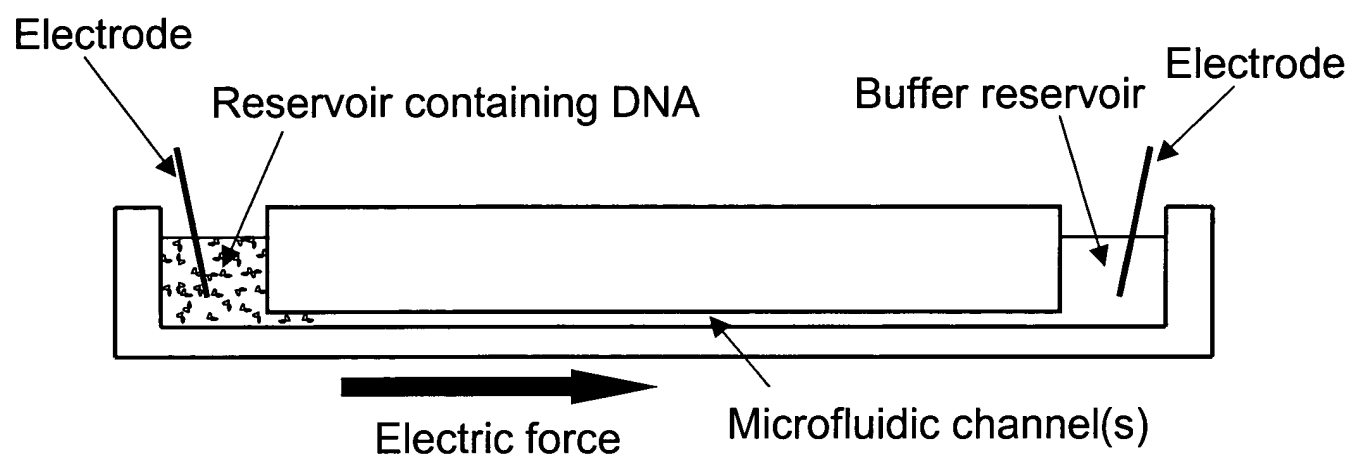 Electrode
Reservoir containing DNA
Buffer reservoir
Electrode
Electric force
Microfluidic channel(s)